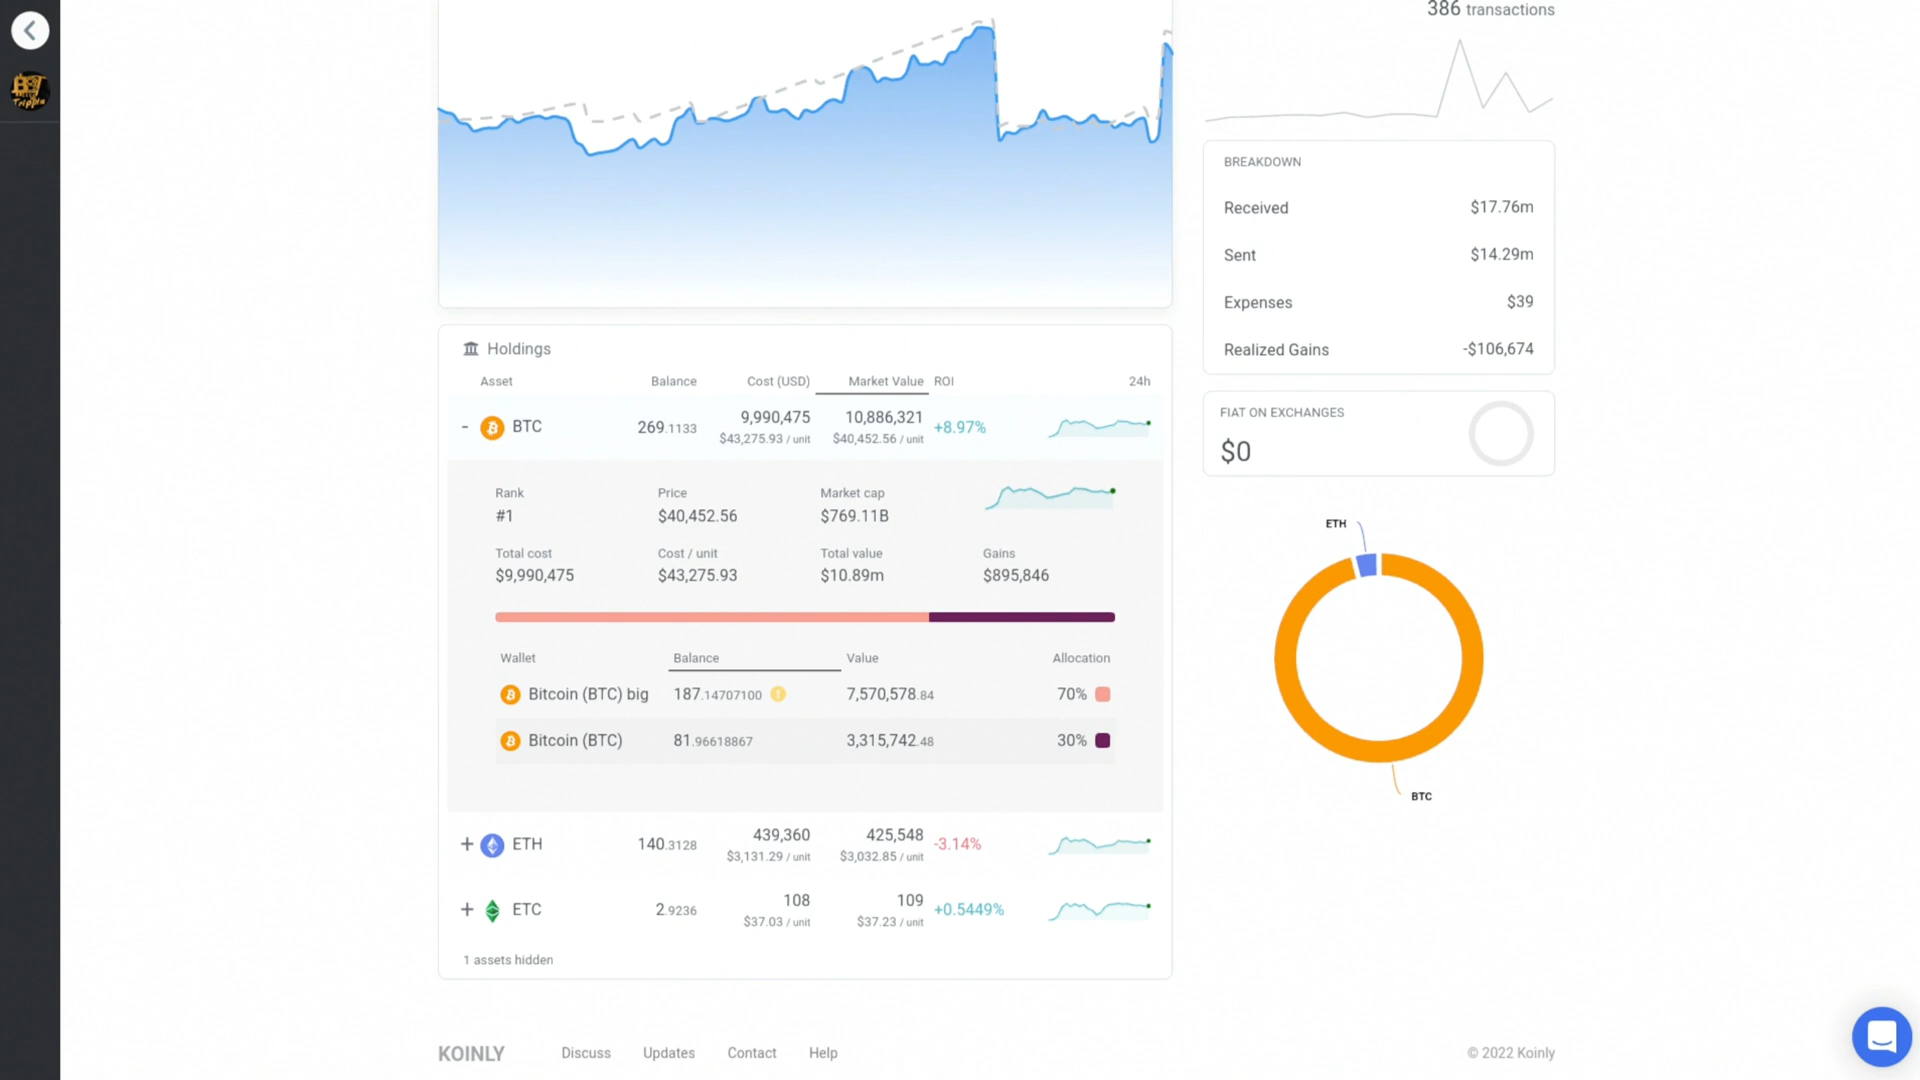 386 transactions
BREAKDOWN
Received $17.76m
Sent $14.29m
Expenses $39
Realized Gains -$106,674
FIAT ON EXCHANGES
$0
ETH
BTC
Holdings
Asset Balance Cost (USD) Market Value ROI 24h
- BTC 269.1133 9,990,475 10,886,321 +8.97%
$43,275.93 / unit $40,452.56 / unit
Rank Price Market cap
#1 $40,452.56 $769.11B
Total cost Cost / unit Total value Gains
$9,990,475 $43,275.93 $10.89m $895,846
Wallet Balance Value Allocation
Bitcoin (BTC) big 187.14707100 7,570,578.84 70%
Bitcoin (BTC) 81.96618867 3,315,742.48 30%
+ ETH 140.3128 439,360 425,548 -3.14%
$3,131.29 / unit $3,032.85 / unit
+ ETC 2.9236 108 109 +0.5449%
$37.03 / unit $37.23 / unit
1 assets hidden
KOINLY Discuss Updates Contact Help © 2022 Koinly